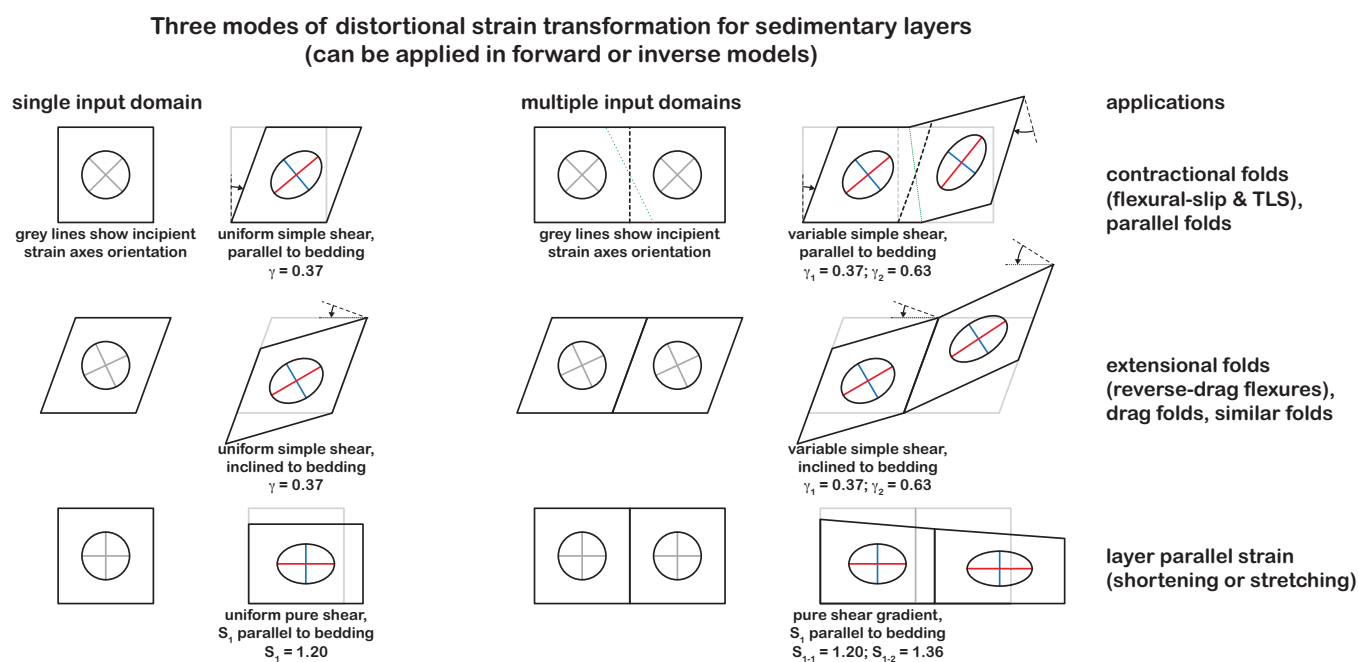 Three modes of distortional strain transformation for sedimentary layers
(can be applied in forward or inverse models)
single input domain
multiple input domains
applications
grey lines show incipient
strain axes orientation
uniform simple shear,
parallel to bedding
γ = 0.37
grey lines show incipient
strain axes orientation
variable simple shear,
parallel to bedding
γ₁ = 0.37; γ₂ = 0.63
contractional folds
(flexural-slip & TLS),
parallel folds
uniform simple shear,
inclined to bedding
γ = 0.37
variable simple shear,
inclined to bedding
γ₁ = 0.37; γ₂ = 0.63
extensional folds
(reverse-drag flexures),
drag folds, similar folds
uniform pure shear,
S₁ parallel to bedding
S₁ = 1.20
pure shear gradient,
S₁ parallel to bedding
S₁₋₁ = 1.20; S₁₋₂ = 1.36
layer parallel strain
(shortening or stretching)